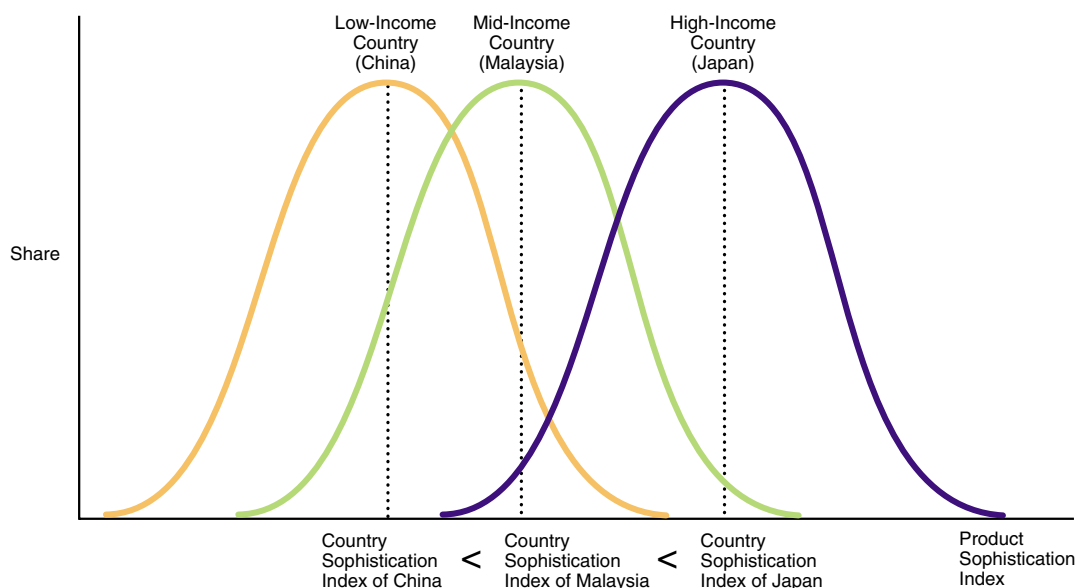 Low-Income
Country
(China)
Mid-Income
Country
(Malaysia)
High-Income
Country
(Japan)
Share
Country
Sophistication
Index of China
<
Country
Sophistication
Index of Malaysia
<
Country
Sophistication
Index of Japan
Product
Sophistication
Index